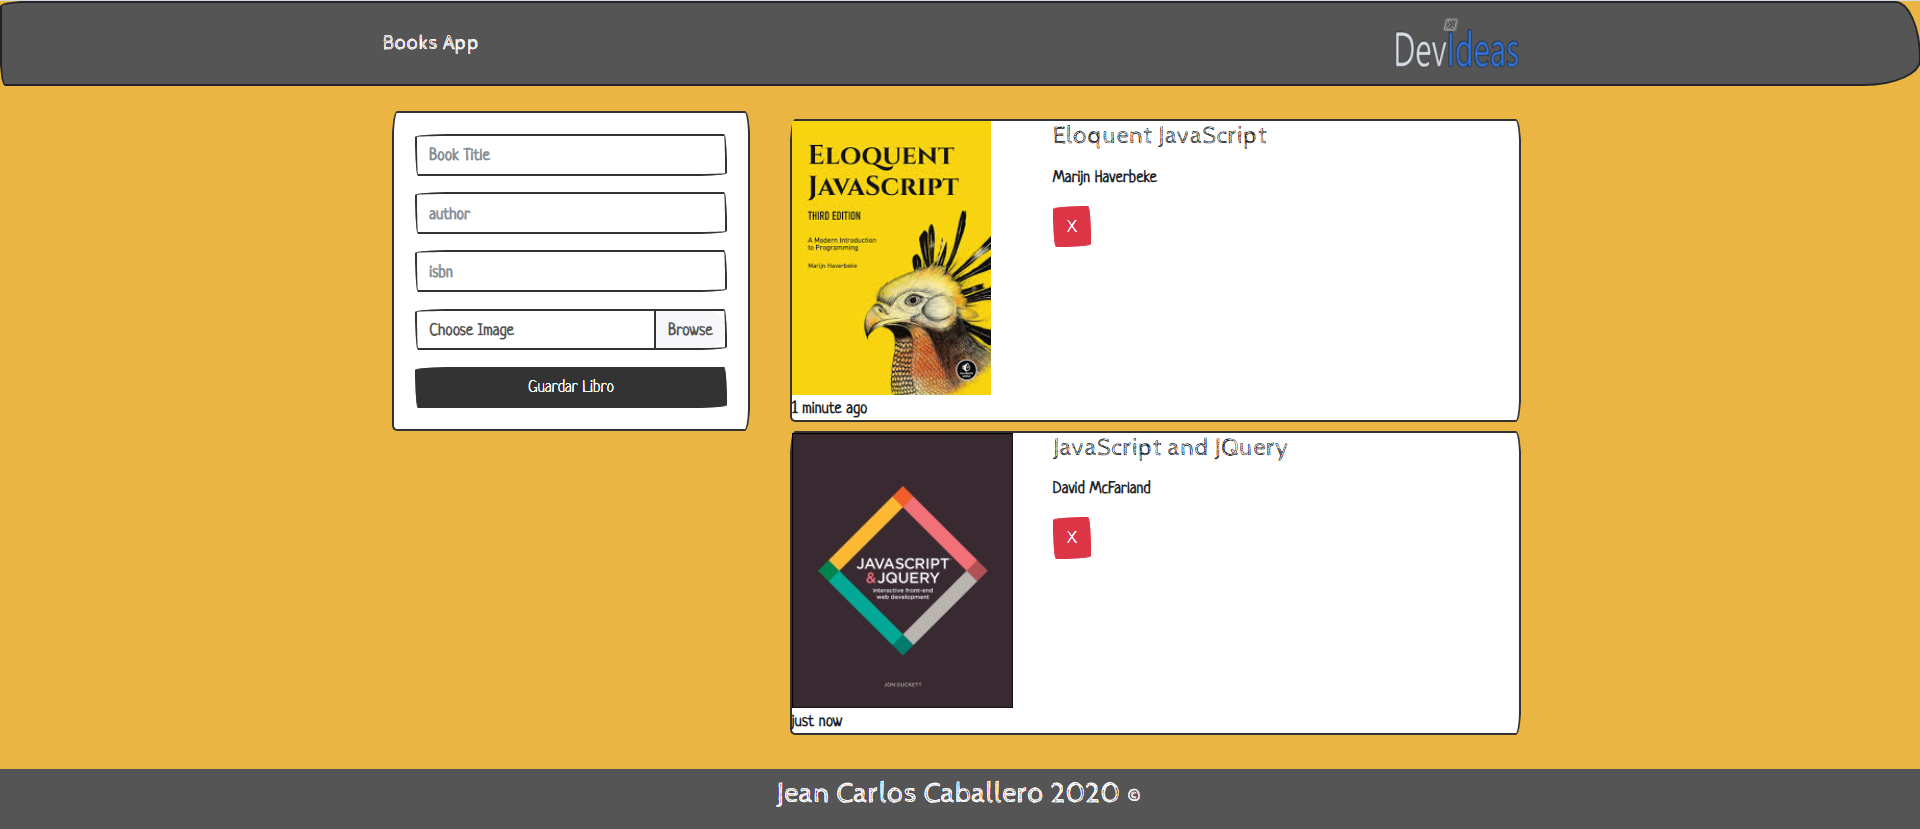 Books App
DevIdeas
Book Title
author
isbn
Choose Image
Browse
Guardar Libro
ELOQUENT
JAVASCRIPT
THIRD EDITION
A Modern Introduction
to Programming
Marijn Haverbeke
Eloquent JavaScript
Marijn Haverbeke
X
1 minute ago
JAVASCRIPT
&JQUERY
interactive front-end
web development
JON DUCKETT
JavaScript and JQuery
David McFarland
X
just now
Jean Carlos Caballero 2020 ©